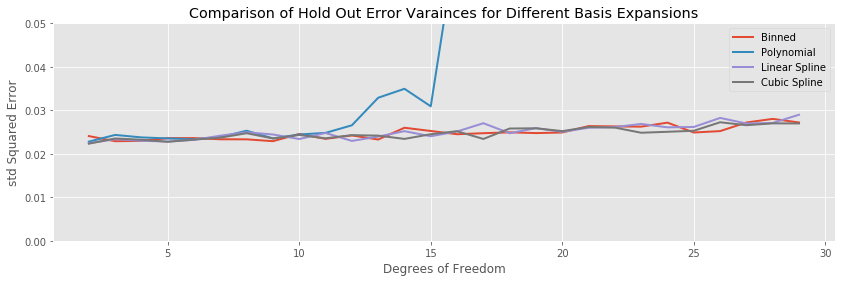 Comparison of Hold Out Error Varainces for Different Basis Expansions
std Squared Error
0.05
0.04
0.03
0.02
0.01
0.00
Binned
Polynomial
Linear Spline
Cubic Spline
5
10
15
20
25
30
Degrees of Freedom